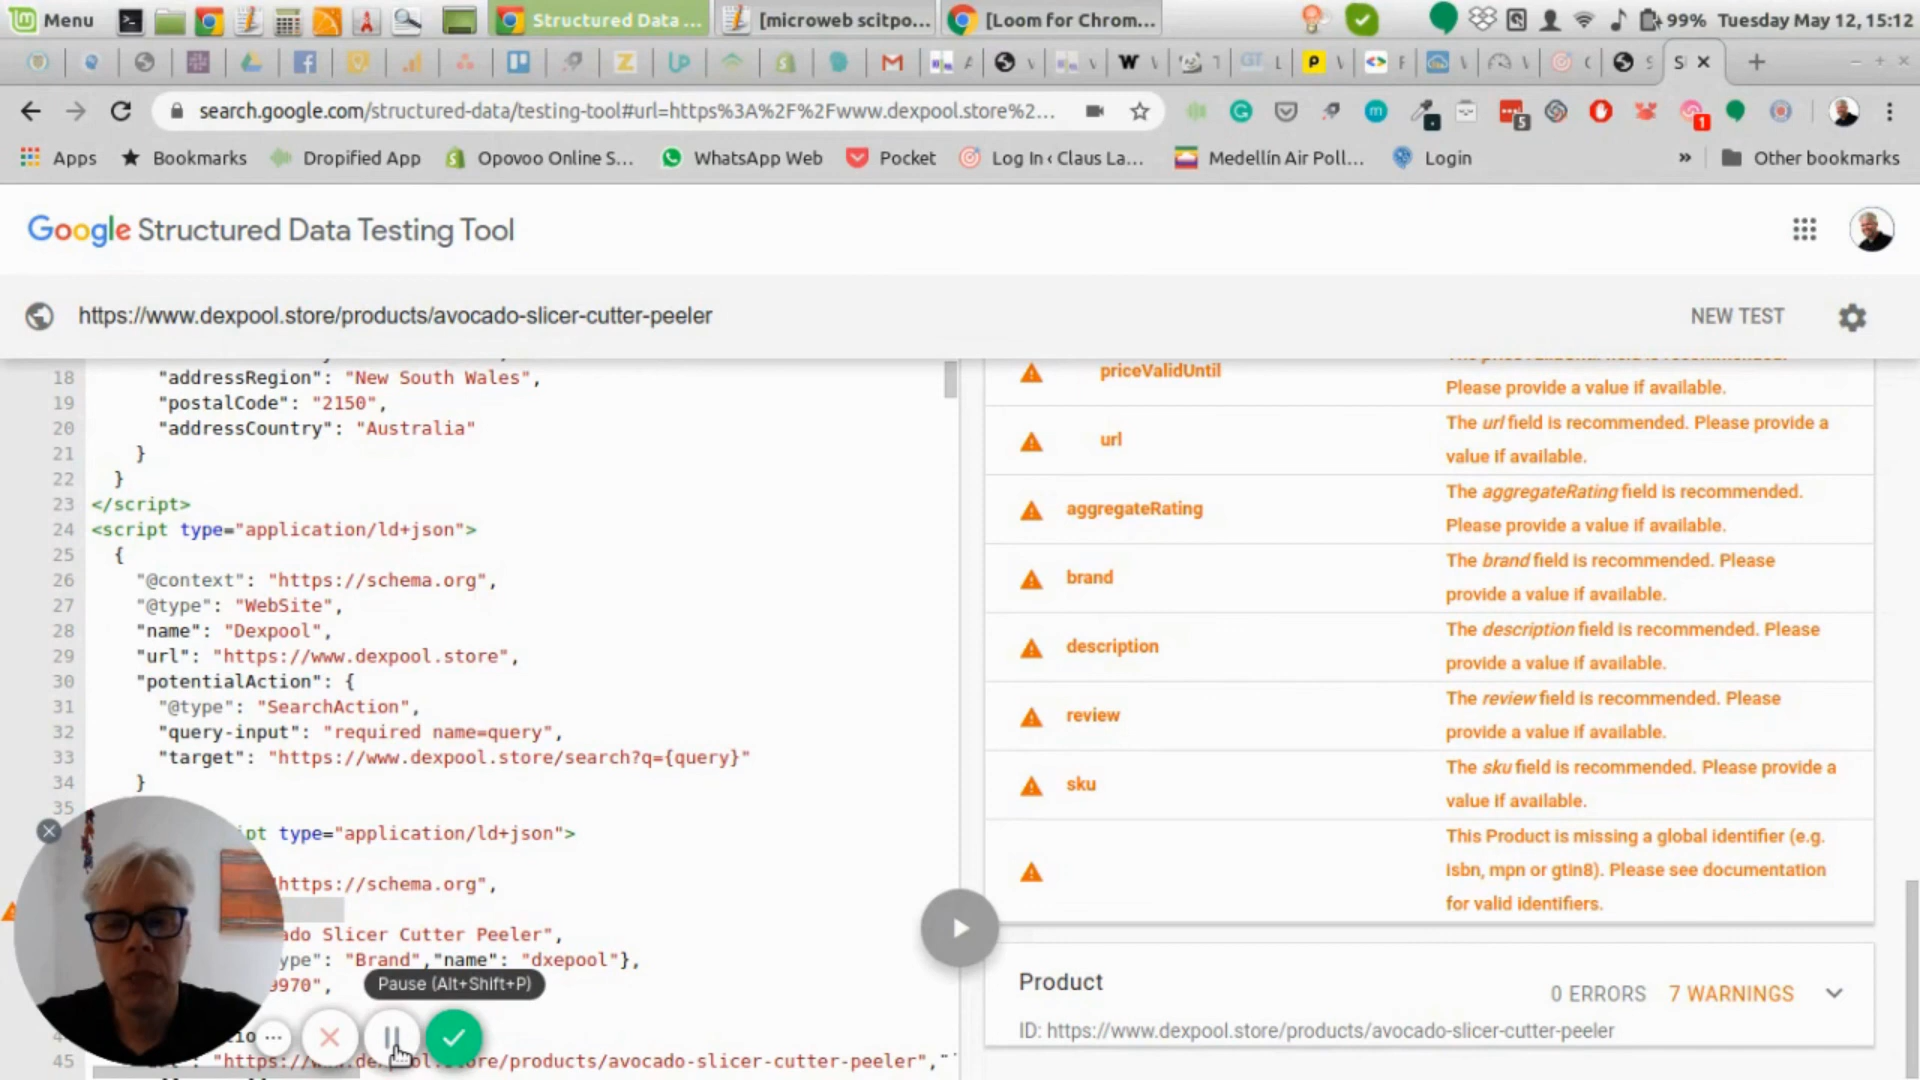 Menu
Structured Data ...
[microweb scitpo...
[Loom for Chrom...
99% Tuesday May 12, 15:12
search.google.com/structured-data/testing-tool#url=https%3A%2F%2Fwww.dexpool.store%2...
Apps
Bookmarks
Dropified App
Opovoo Online S...
WhatsApp Web
Pocket
Log In ‹ Claus La...
Medellín Air Poll...
Login
»
Other bookmarks
Google Structured Data Testing Tool
https://www.dexpool.store/products/avocado-slicer-cutter-peeler
NEW TEST
18 "addressRegion": "New South Wales",
19 "postalCode": "2150",
20 "addressCountry": "Australia"
21 }
22 }
23 </script>
24 <script type="application/ld+json">
25 {
26 "@context": "https://schema.org",
27 "@type": "WebSite",
28 "name": "Dexpool",
29 "url": "https://www.dexpool.store",
30 "potentialAction": {
31 "@type": "SearchAction",
32 "query-input": "required name=query",
33 "target": "https://www.dexpool.store/search?q={query}"
34 }
35
ipt type="application/ld+json">
https://schema.org",
ado Slicer Cutter Peeler",
ype": "Brand","name": "dxepool"},
9970",
Pause (Alt+Shift+P)
45 "https://www.dexpool.store/products/avocado-slicer-cutter-peeler",
priceValidUntil
Please provide a value if available.
url
The url field is recommended. Please provide a
value if available.
aggregateRating
The aggregateRating field is recommended.
Please provide a value if available.
brand
The brand field is recommended. Please
provide a value if available.
description
The description field is recommended. Please
provide a value if available.
review
The review field is recommended. Please
provide a value if available.
sku
The sku field is recommended. Please provide a
value if available.
This Product is missing a global identifier (e.g.
isbn, mpn or gtin8). Please see documentation
for valid identifiers.
Product
0 ERRORS 7 WARNINGS
ID: https://www.dexpool.store/products/avocado-slicer-cutter-peeler